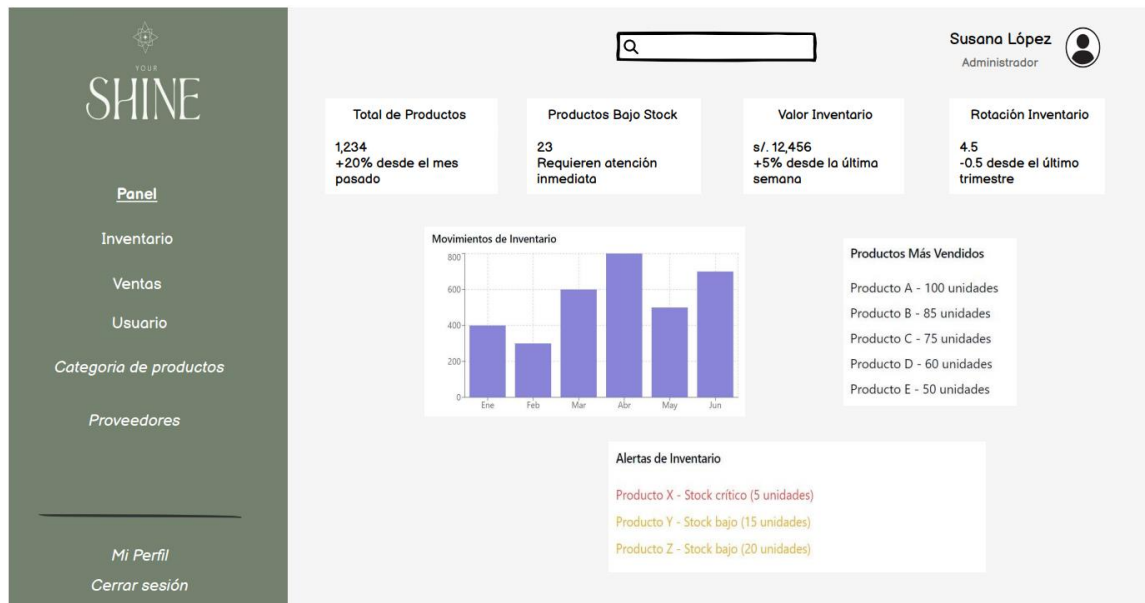 YOUR
SHINE
Panel
Inventario
Ventas
Usuario
Categoria de productos
Proveedores
Mi Perfil
Cerrar sesión
Susana López
Administrador
Total de Productos
1,234
+20% desde el mes
pasado
Productos Bajo Stock
23
Requieren atención
inmediata
Valor Inventario
s/. 12,456
+5% desde la última
semana
Rotación Inventario
4.5
-0.5 desde el último
trimestre
Movimientos de Inventario
800
600
400
200
0
Ene Feb Mar Abr May Jun
Productos Más Vendidos
Producto A - 100 unidades
Producto B - 85 unidades
Producto C - 75 unidades
Producto D - 60 unidades
Producto E - 50 unidades
Alertas de Inventario
Producto X - Stock crítico (5 unidades)
Producto Y - Stock bajo (15 unidades)
Producto Z - Stock bajo (20 unidades)